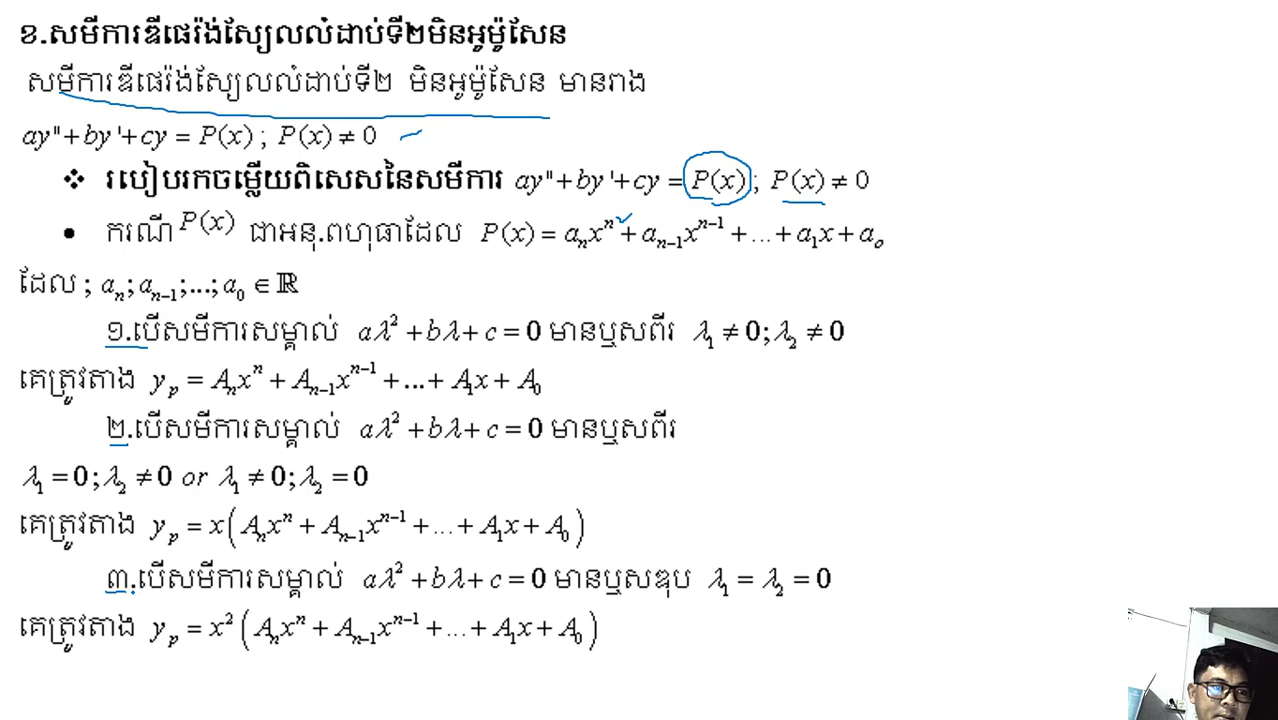 ខ.សមីការឌីផេរ៉ង់ស្យែលលំដាប់ទី២មិនអូម៉ូសែន
សមីការឌីផេរ៉ង់ស្យែលលំដាប់ទី២ មិនអូម៉ូសែន មានរាង
ay"+by'+cy = P(x) ; P(x) ≠ 0
❖ របៀបរកចម្លើយពិសេសនៃសមីការ ay"+by'+cy = P(x) ; P(x) ≠ 0
• ករណី P(x) ជាអនុ.ពហុធាដែល P(x) = aₙxⁿ + aₙ₋₁xⁿ⁻¹ + ... + a₁x + aₒ
ដែល ; aₙ; aₙ₋₁;...; a₀ ∈ ℝ
១.បើសមីការសម្គាល់ aλ² + bλ + c = 0 មានឬសពីរ λ₁ ≠ 0; λ₂ ≠ 0
គេត្រូវតាង yₚ = Aₙxⁿ + Aₙ₋₁xⁿ⁻¹ + ... + A₁x + A₀
២.បើសមីការសម្គាល់ aλ² + bλ + c = 0 មានឬសពីរ
λ₁ = 0; λ₂ ≠ 0 or λ₁ ≠ 0; λ₂ = 0
គេត្រូវតាង yₚ = x(Aₙxⁿ + Aₙ₋₁xⁿ⁻¹ + ... + A₁x + A₀)
៣.បើសមីការសម្គាល់ aλ² + bλ + c = 0 មានឬសឌុប λ₁ = λ₂ = 0
គេត្រូវតាង yₚ = x²(Aₙxⁿ + Aₙ₋₁xⁿ⁻¹ + ... + A₁x + A₀)